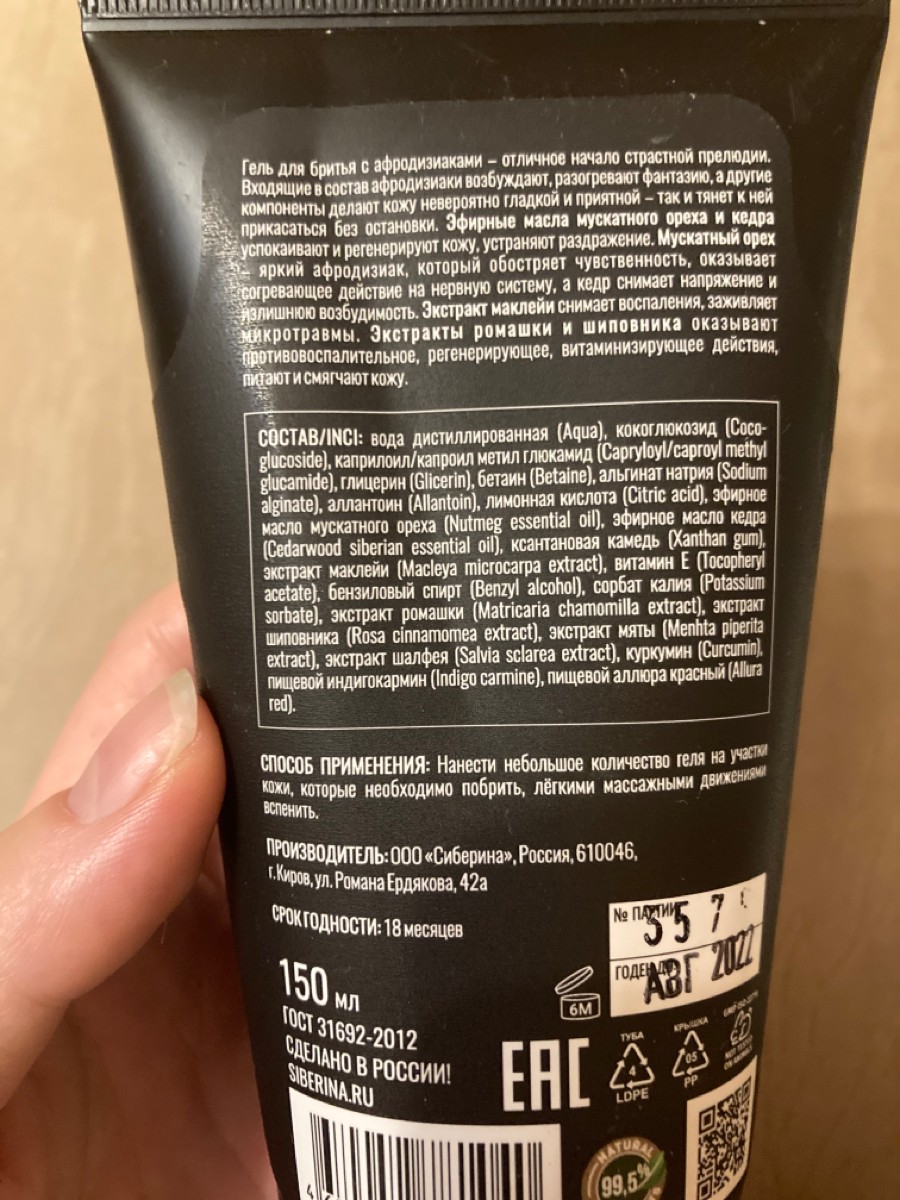 Гель для бритья с афродизиаками – отличное начало страстной прелюдии.
Входящие в состав афродизиаки возбуждают, разогревают фантазию, а другие
компоненты делают кожу невероятно гладкой и приятной – так и тянет к ней
прикасаться без остановки. Эфирные масла мускатного ореха и кедра
успокаивают и регенерируют кожу, устраняют раздражение. Мускатный орех
– яркий афродизиак, который обостряет чувственность, оказывает
согревающее действие на нервную систему, а кедр снимает напряжение и
излишнюю возбудимость. Экстракт маклейи снимает воспаления, заживляет
микротравмы. Экстракты ромашки и шиповника оказывают
противовоспалительное, регенерирующее, витаминизирующее действия,
питают и смягчают кожу.
СОСТАВ/INCI: вода дистиллированная (Aqua), кокоглюкозид (Coco-
glucoside), каприлоил/капроил метил глюкамид (Capryloyl/caproyl methyl
glucamide), глицерин (Glicerin), бетаин (Betaine), альгинат натрия (Sodium
alginate), аллантоин (Allantoin), лимонная кислота (Citric acid), эфирное
масло мускатного ореха (Nutmeg essential oil), эфирное масло кедра
(Cedarwood siberian essential oil), ксантановая камедь (Xanthan gum),
экстракт маклейи (Macleya microcarpa extract), витамин Е (Tocopheryl
acetate), бензиловый спирт (Benzyl alcohol), сорбат калия (Potassium
sorbate), экстракт ромашки (Matricaria chamomilla extract), экстракт
шиповника (Rosa cinnamomea extract), экстракт мяты (Menhta piperita
extract), экстракт шалфея (Salvia sclarea extract), куркумин (Curcumin),
пищевой индигокармин (Indigo carmine), пищевой аллюра красный (Allura
red).
СПОСОБ ПРИМЕНЕНИЯ: Нанести небольшое количество геля на участки
кожи, которые необходимо побрить, лёгкими массажными движениями
вспенить.
ПРОИЗВОДИТЕЛЬ: ООО «Сиберина», Россия, 610046,
г. Киров, ул. Романа Ердякова, 42а
СРОК ГОДНОСТИ: 18 месяцев
№ ПАРТИИ
357
ГОДЕН ДО
АВГ 2022
150 мл
ГОСТ 31692-2012
СДЕЛАНО В РОССИИ!
SIBERINA.RU
6М
EAC
ТУБА
4
LDPE
КРЫШКА
05
PP
NOT TESTED
ON ANIMALS
NATURAL
99,5%
4